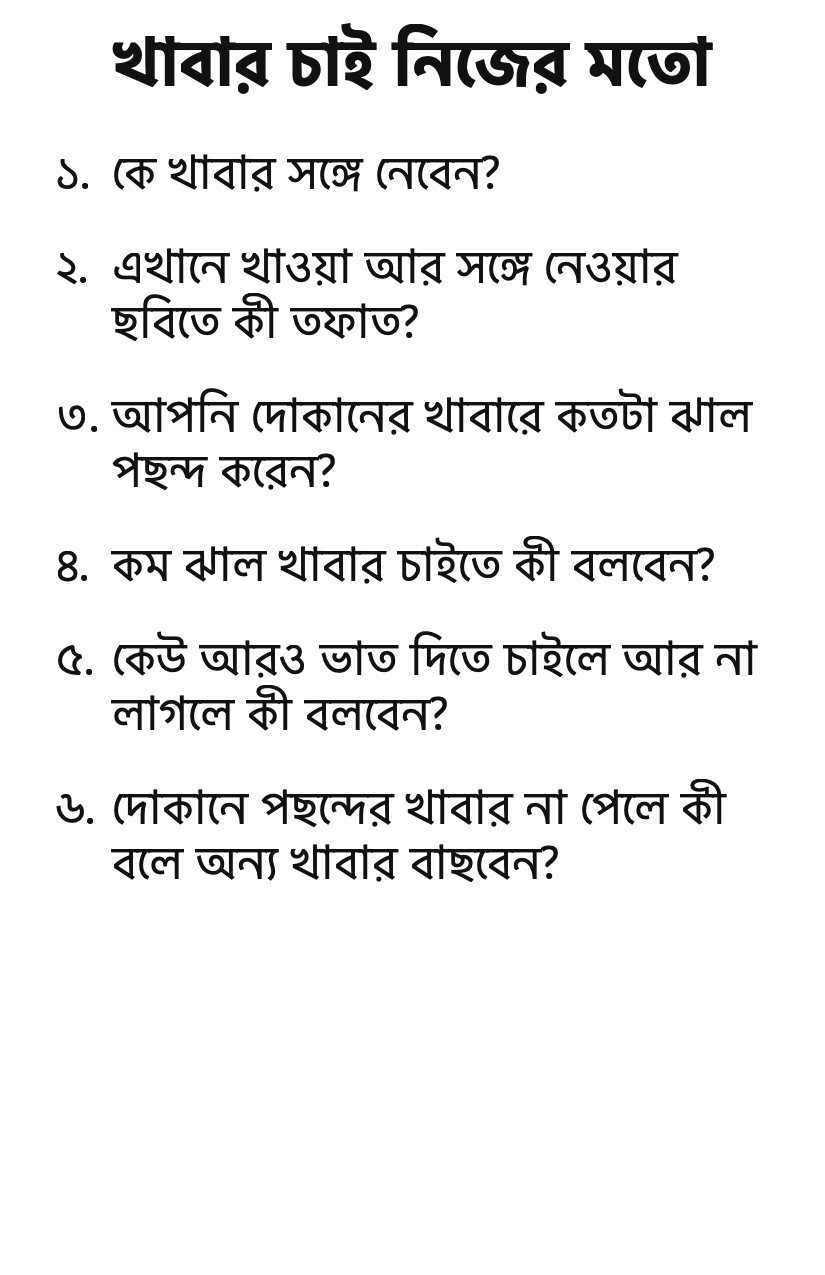 খাবার চাই নিজের মতো
১. কে খাবার সঙ্গে নেবেন?
২. এখানে খাওয়া আর সঙ্গে নেওয়ার
ছবিতে কী তফাত?
৩. আপনি দোকানের খাবারে কতটা ঝাল
পছন্দ করেন?
৪. কম ঝাল খাবার চাইতে কী বলবেন?
৫. কেউ আরও ভাত দিতে চাইলে আর না
লাগলে কী বলবেন?
৬. দোকানে পছন্দের খাবার না পেলে কী
বলে অন্য খাবার বাছবেন?